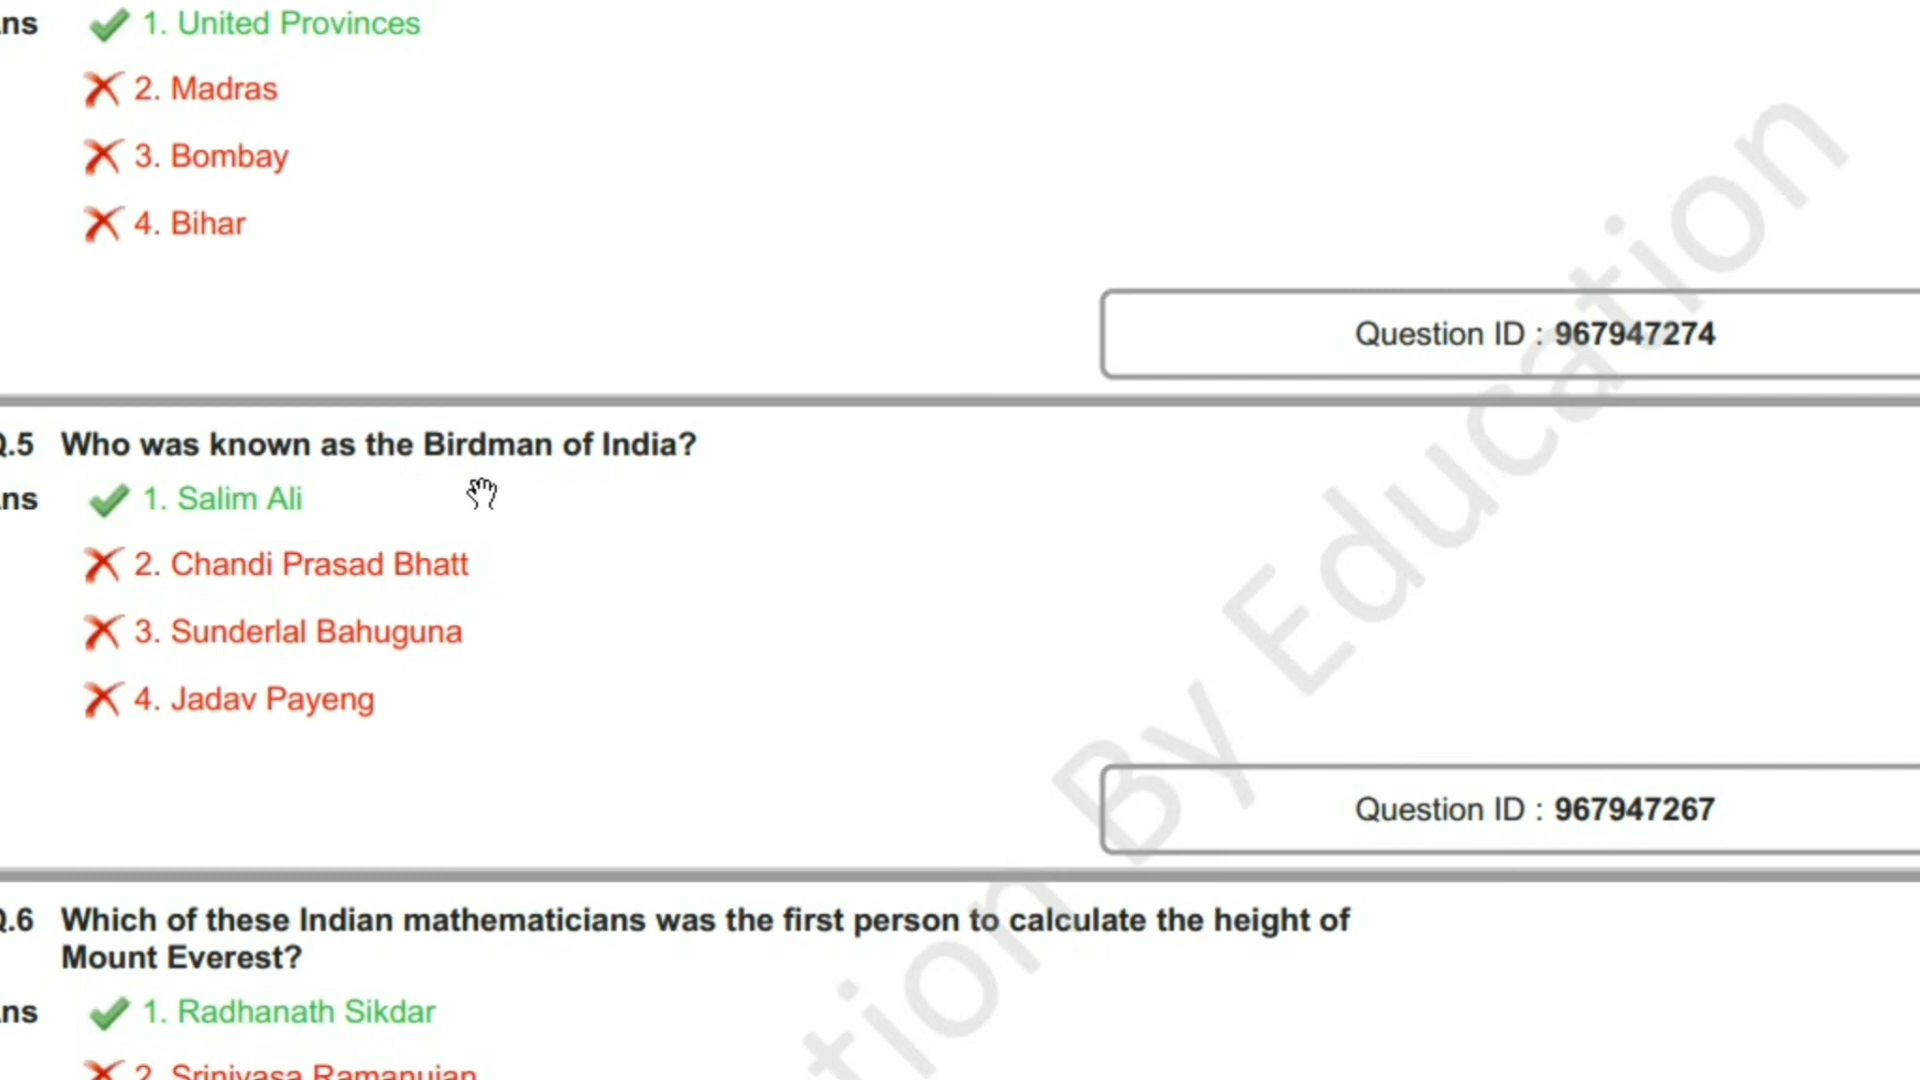 ns 1. United Provinces
2. Madras
3. Bombay
4. Bihar
Question ID : 967947274
Q.5 Who was known as the Birdman of India?
ns 1. Salim Ali
2. Chandi Prasad Bhatt
3. Sunderlal Bahuguna
4. Jadav Payeng
Question ID : 967947267
Q.6 Which of these Indian mathematicians was the first person to calculate the height of
Mount Everest?
ns 1. Radhanath Sikdar
2. Srinivasa Ramanujan
tion By Education